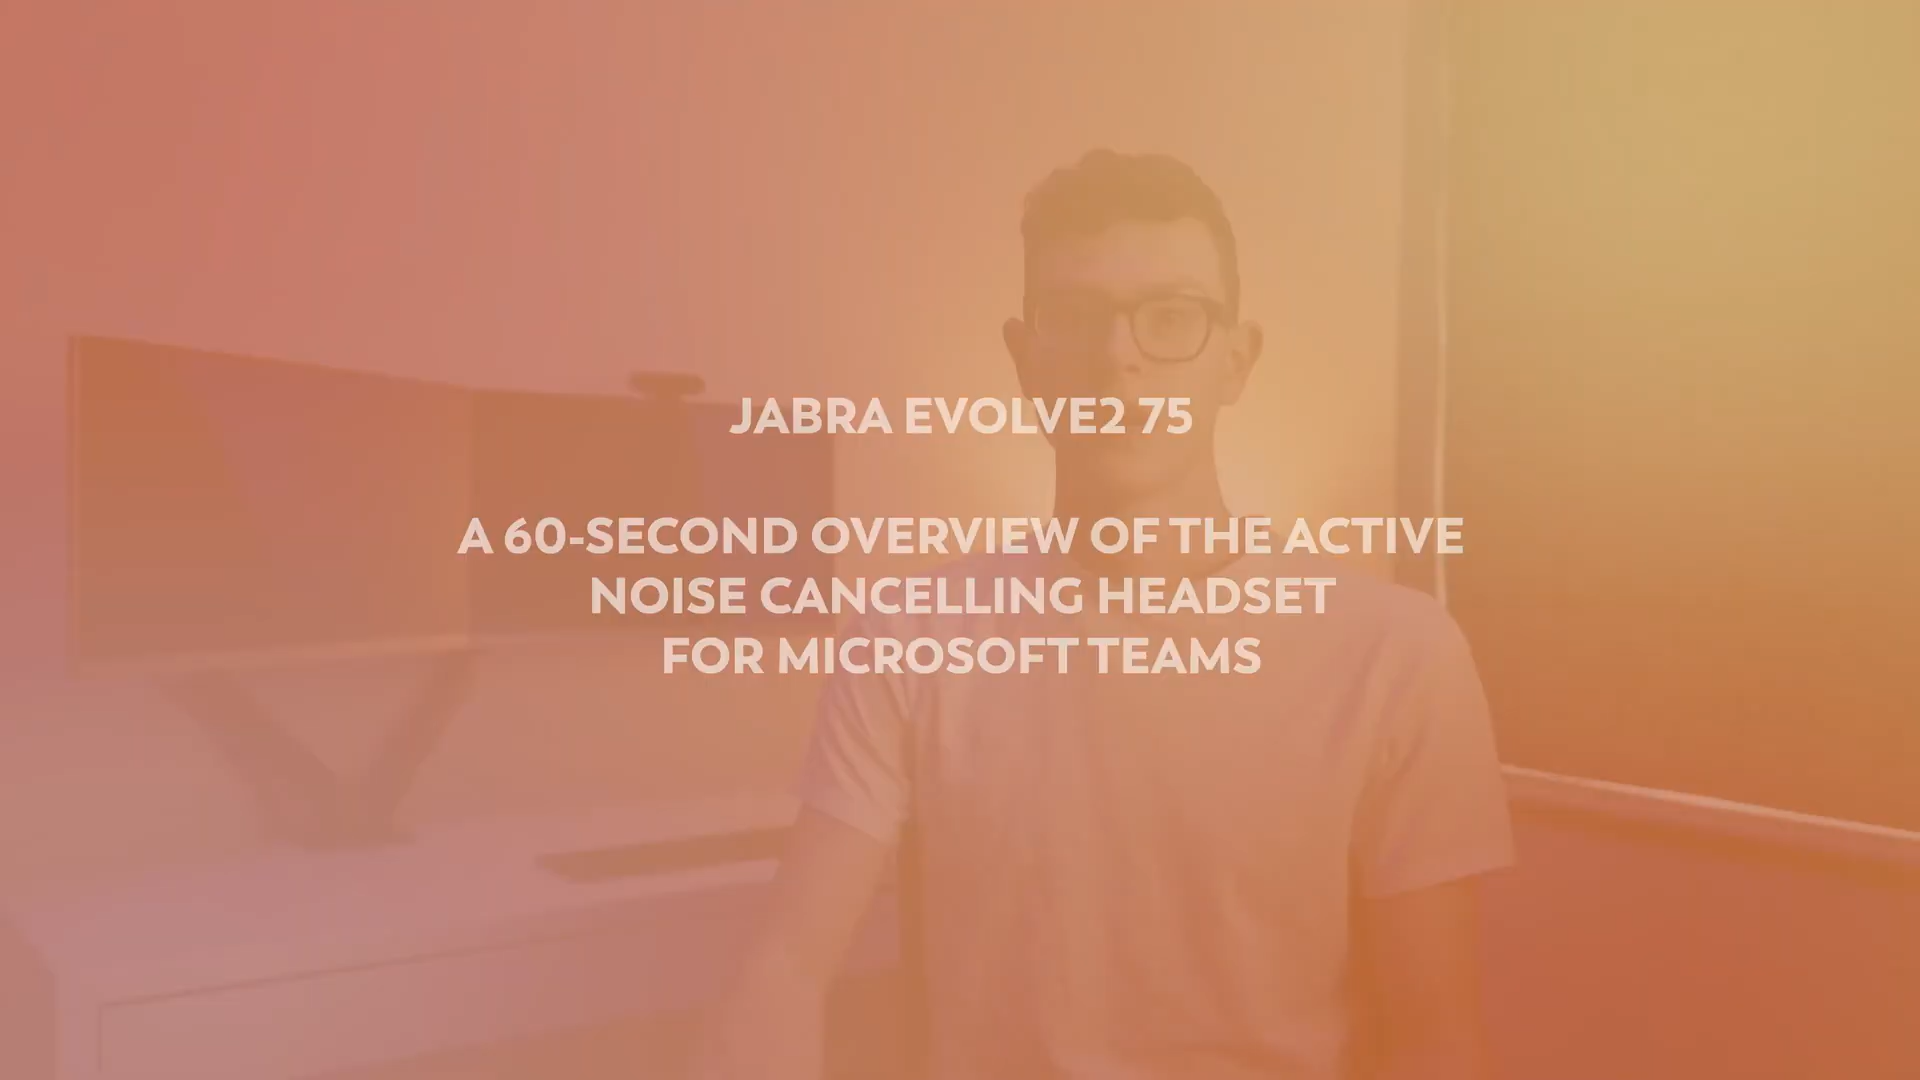 JABRA EVOLVE2 75
A 60-SECOND OVERVIEW OF THE ACTIVE
NOISE CANCELLING HEADSET
FOR MICROSOFT TEAMS